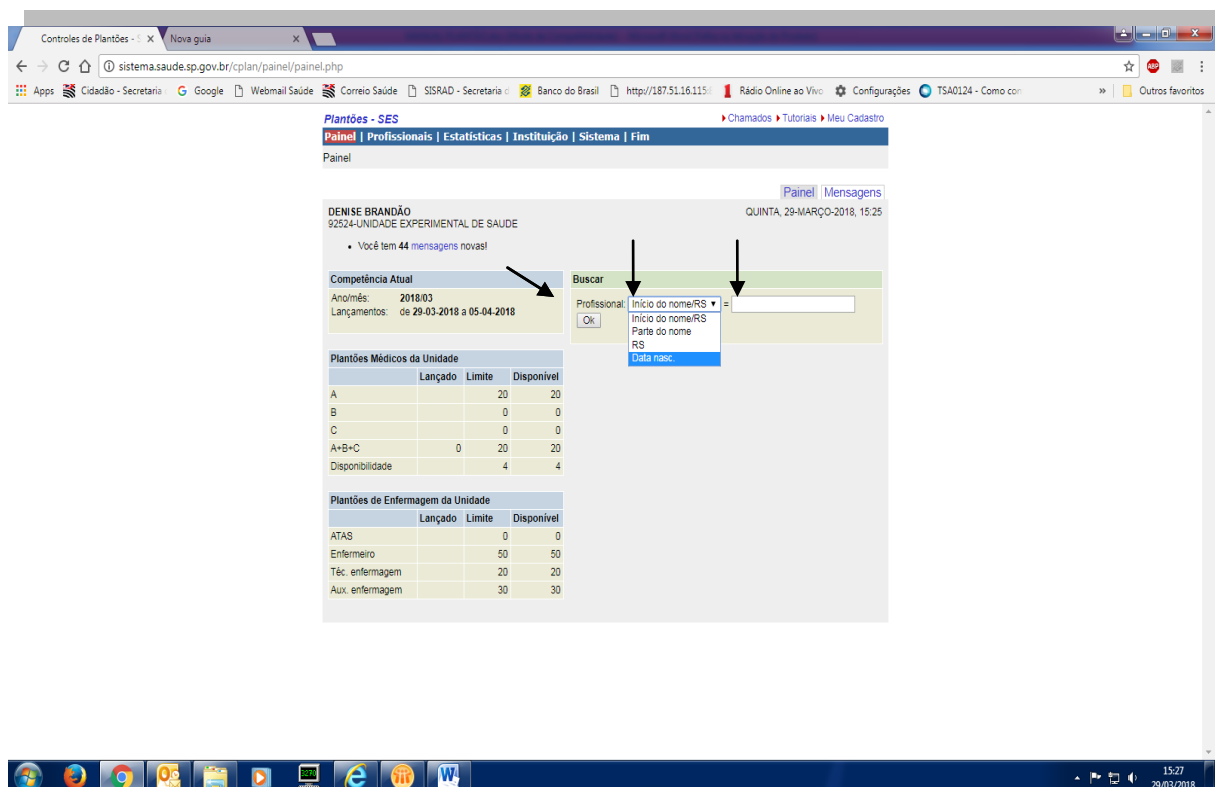 Controles de Plantões - S
Nova guia
sistema.saude.sp.gov.br/cplan/painel/painel.php
ABP
Apps Cidadão - Secretaria Google Webmail Saúde Correio Saúde SISRAD - Secretaria d Banco do Brasil http://187.51.16.115: Rádio Online ao Vivo Configurações TSA0124 - Como con » Outros favoritos
Plantões - SES Chamados Tutoriais Meu Cadastro
Painel | Profissionais | Estatísticas | Instituição | Sistema | Fim
Painel
Painel Mensagens
DENISE BRANDÃO QUINTA, 29-MARÇO-2018, 15:25
92524-UNIDADE EXPERIMENTAL DE SAUDE
• Você tem 44 mensagens novas!
Competência Atual
Ano/mês: 2018/03
Lançamentos: de 29-03-2018 a 05-04-2018
Buscar
Profissional: Início do nome/RS =
Ok
Início do nome/RS
Parte do nome
RS
Data nasc.
Plantões Médicos da Unidade
Lançado Limite Disponível
A 20 20
B 0 0
C 0 0
A+B+C 0 20 20
Disponibilidade 4 4
Plantões de Enfermagem da Unidade
Lançado Limite Disponível
ATAS 0 0
Enfermeiro 50 50
Téc. enfermagem 20 20
Aux. enfermagem 30 30
3270
15:27
29/03/2018